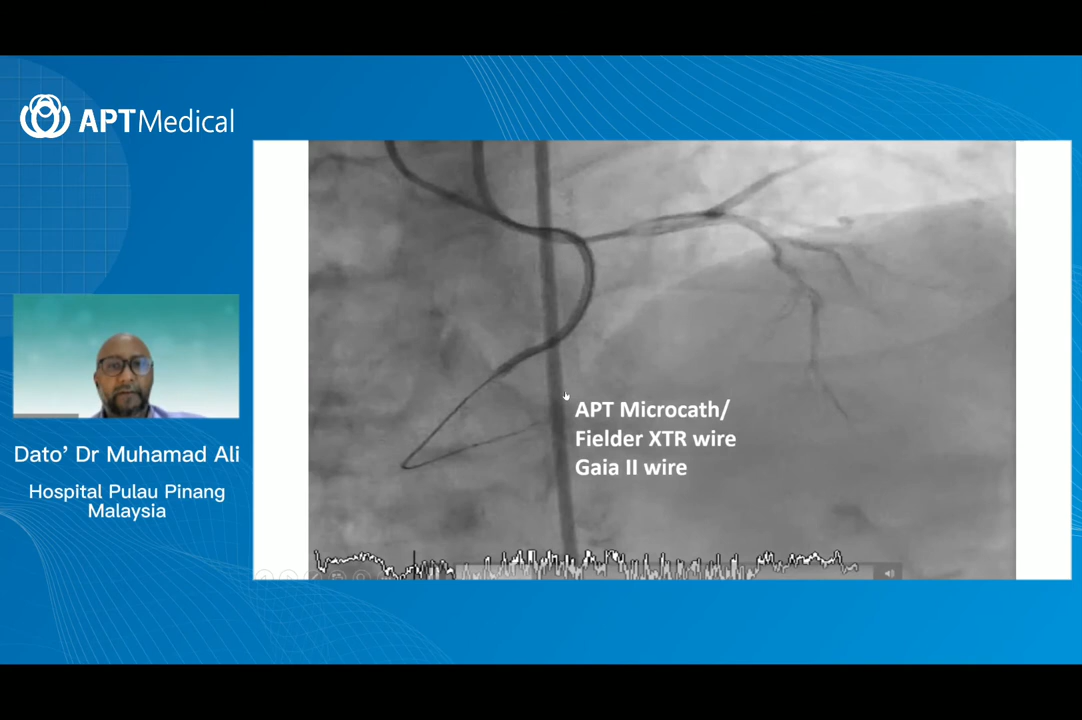 APTMedical
Dato' Dr Muhamad Ali
Hospital Pulau Pinang
Malaysia
APT Microcath/
Fielder XTR wire
Gaia II wire